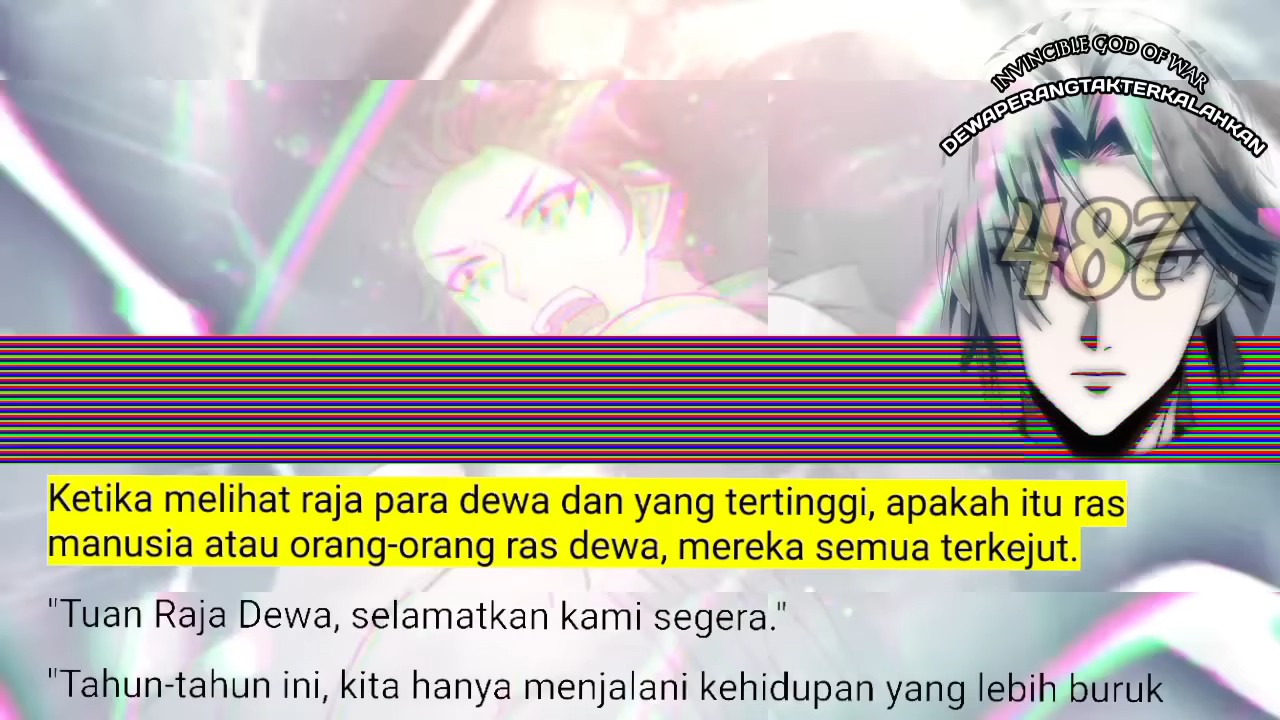 INVINCIBLE GOD OF WAR
DEWAPERANGTAKTERKALAHKAN
487
Ketika melihat raja para dewa dan yang tertinggi, apakah itu ras
manusia atau orang-orang ras dewa, mereka semua terkejut.
"Tuan Raja Dewa, selamatkan kami segera."
"Tahun-tahun ini, kita hanya menjalani kehidupan yang lebih buruk